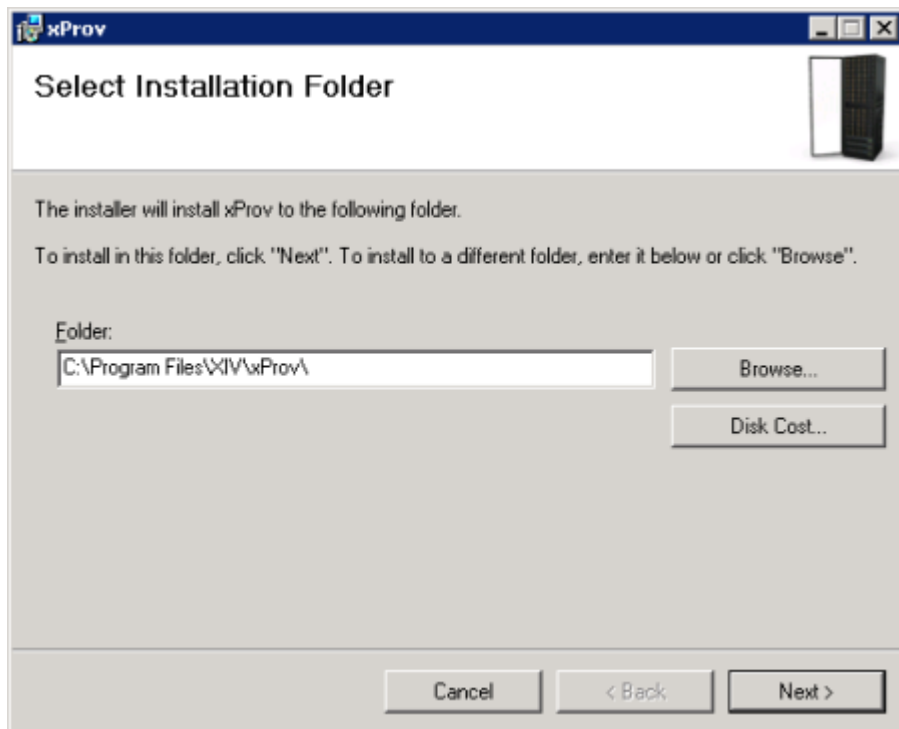 xProv
Select Installation Folder
The installer will install xProv to the following folder.
To install in this folder, click "Next". To install to a different folder, enter it below or click "Browse".
Folder:
C:\Program Files\XIV\xProv\
Browse...
Disk Cost...
Cancel
< Back
Next >